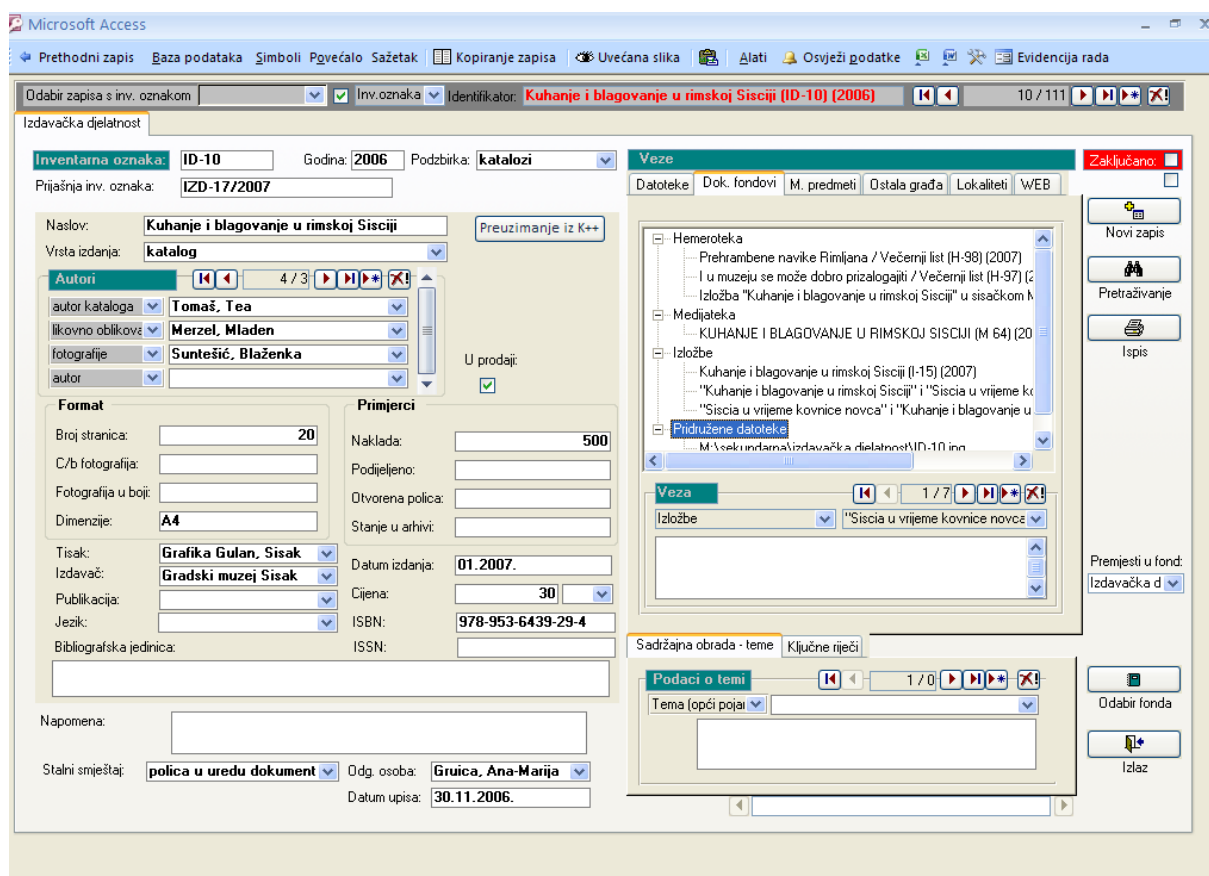 Microsoft Access
Prethodni zapis Baza podataka Simboli Povećalo Sažetak Kopiranje zapisa Uvećana slika Alati Osvježi podatke Evidencija rada
Odabir zapisa s inv. oznakom Inv.oznaka Identifikator: Kuhanje i blagovanje u rimskoj Sisciji (ID-10) (2006) 10 / 111
Izdavačka djelatnost
Inventarna oznaka: ID-10 Godina: 2006 Podzbirka: katalozi
Prijašnja inv. oznaka: IZD-17/2007
Naslov: Kuhanje i blagovanje u rimskoj Sisciji Preuzimanje iz K++
Vrsta izdanja: katalog
Autori 4 / 3
autor kataloga Tomaš, Tea
likovno oblikova Merzel, Mladen
fotografije Suntešić, Blaženka
autor
U prodaji:
Format
Broj stranica: 20
C/b fotografija:
Fotografija u boji:
Dimenzije: A4
Primjerci
Naklada: 500
Podijeljeno:
Otvorena polica:
Stanje u arhivi:
Tisak: Grafika Gulan, Sisak
Izdavač: Gradski muzej Sisak
Publikacija:
Jezik:
Datum izdanja: 01.2007.
Cijena: 30
ISBN: 978-953-6439-29-4
ISSN:
Bibliografska jedinica:
Napomena:
Stalni smještaj: polica u uredu dokument Odg. osoba: Gruica, Ana-Marija
Datum upisa: 30.11.2006.
Veze
Datoteke Dok. fondovi M. predmeti Ostala građa Lokaliteti WEB
Hemeroteka
Prehrambene navike Rimljana / Večernji list (H-98) (2007)
I u muzeju se može dobro prizalogajiti / Večernji list (H-97) (2
Izložba "Kuhanje i blagovanje u rimskoj Sisciji" u sisačkom M
Medijateka
KUHANJE I BLAGOVANJE U RIMSKOJ SISCIJI (M 64) (20
Izložbe
Kuhanje i blagovanje u rimskoj Sisciji (I-15) (2007)
"Kuhanje i blagovanje u rimskoj Sisciji" i "Siscia u vrijeme ko
"Siscia u vrijeme kovnice novca" i "Kuhanje i blagovanje u
Pridružene datoteke
M:\sekundarna\izdavačka djelatnost\ID-10.jpg
Veza 1 / 7
Izložbe "Siscia u vrijeme kovnice novca
Sadržajna obrada - teme Ključne riječi
Podaci o temi 1 / 0
Tema (opći pojam
Zaključano:
Novi zapis
Pretraživanje
Ispis
Premjesti u fond:
Izdavačka d
Odabir fonda
Izlaz